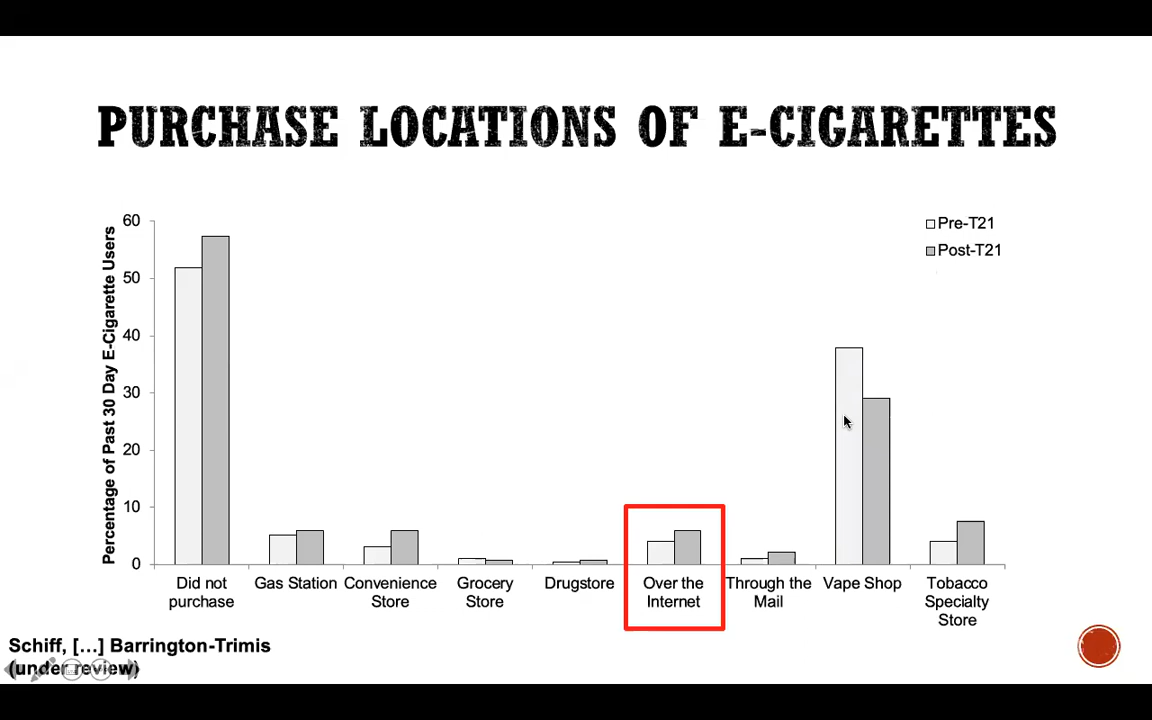 PURCHASE LOCATIONS OF E-CIGARETTES
Percentage of Past 30 Day E-Cigarette Users
60
50
40
30
20
10
0
Pre-T21
Post-T21
Did not
purchase
Gas Station
Convenience
Store
Grocery
Store
Drugstore
Over the
Internet
Through the
Mail
Vape Shop
Tobacco
Specialty
Store
Schiff, [...] Barrington-Trimis
(under review)